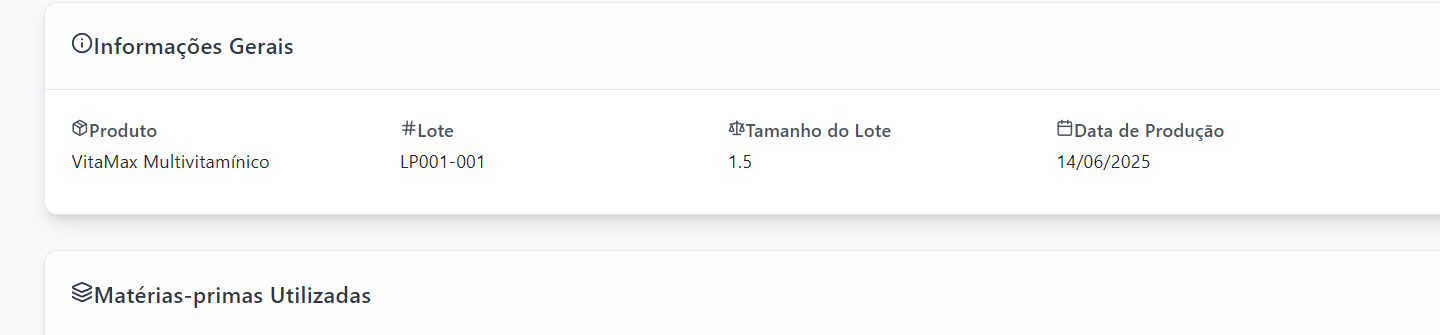 Informações Gerais
Produto
Lote
Tamanho do Lote
Data de Produção
VitaMax Multivitamínico
LP001-001
1.5
14/06/2025
Matérias-primas Utilizadas